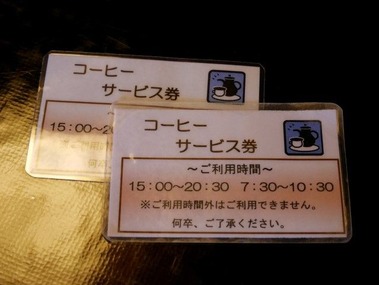 コーヒー
サービス券
15:00～2
コーヒー
サービス券
～ご利用時間～
15:00～20:30 7:30～10:30
※ご利用時間外はご利用できません。
何卒、ご了承ください。